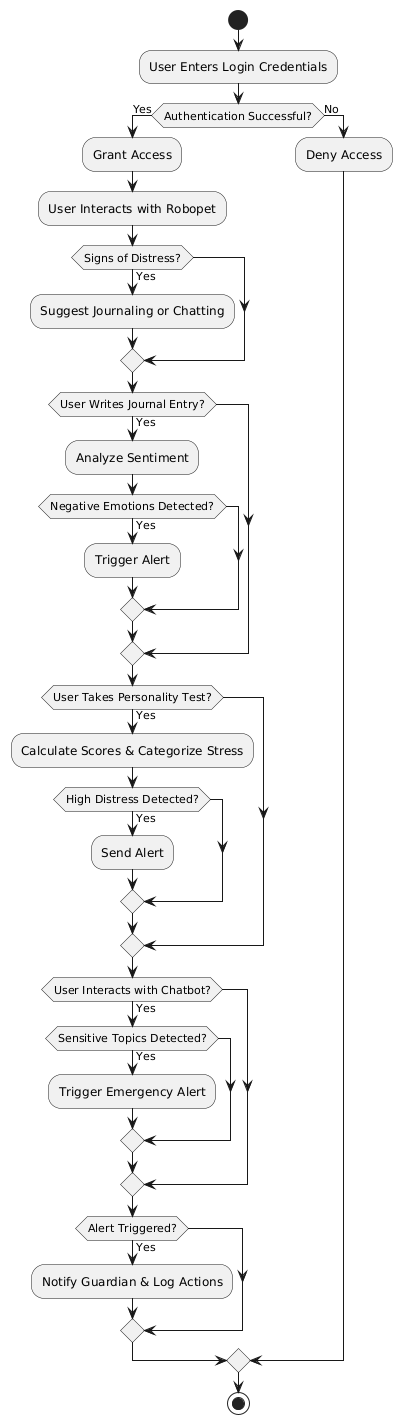 User Enters Login Credentials
Yes
Authentication Successful?
No
Grant Access
Deny Access
User Interacts with Robopet
Signs of Distress?
Yes
Suggest Journaling or Chatting
User Writes Journal Entry?
Yes
Analyze Sentiment
Negative Emotions Detected?
Yes
Trigger Alert
User Takes Personality Test?
Yes
Calculate Scores & Categorize Stress
High Distress Detected?
Yes
Send Alert
User Interacts with Chatbot?
Yes
Sensitive Topics Detected?
Yes
Trigger Emergency Alert
Alert Triggered?
Yes
Notify Guardian & Log Actions